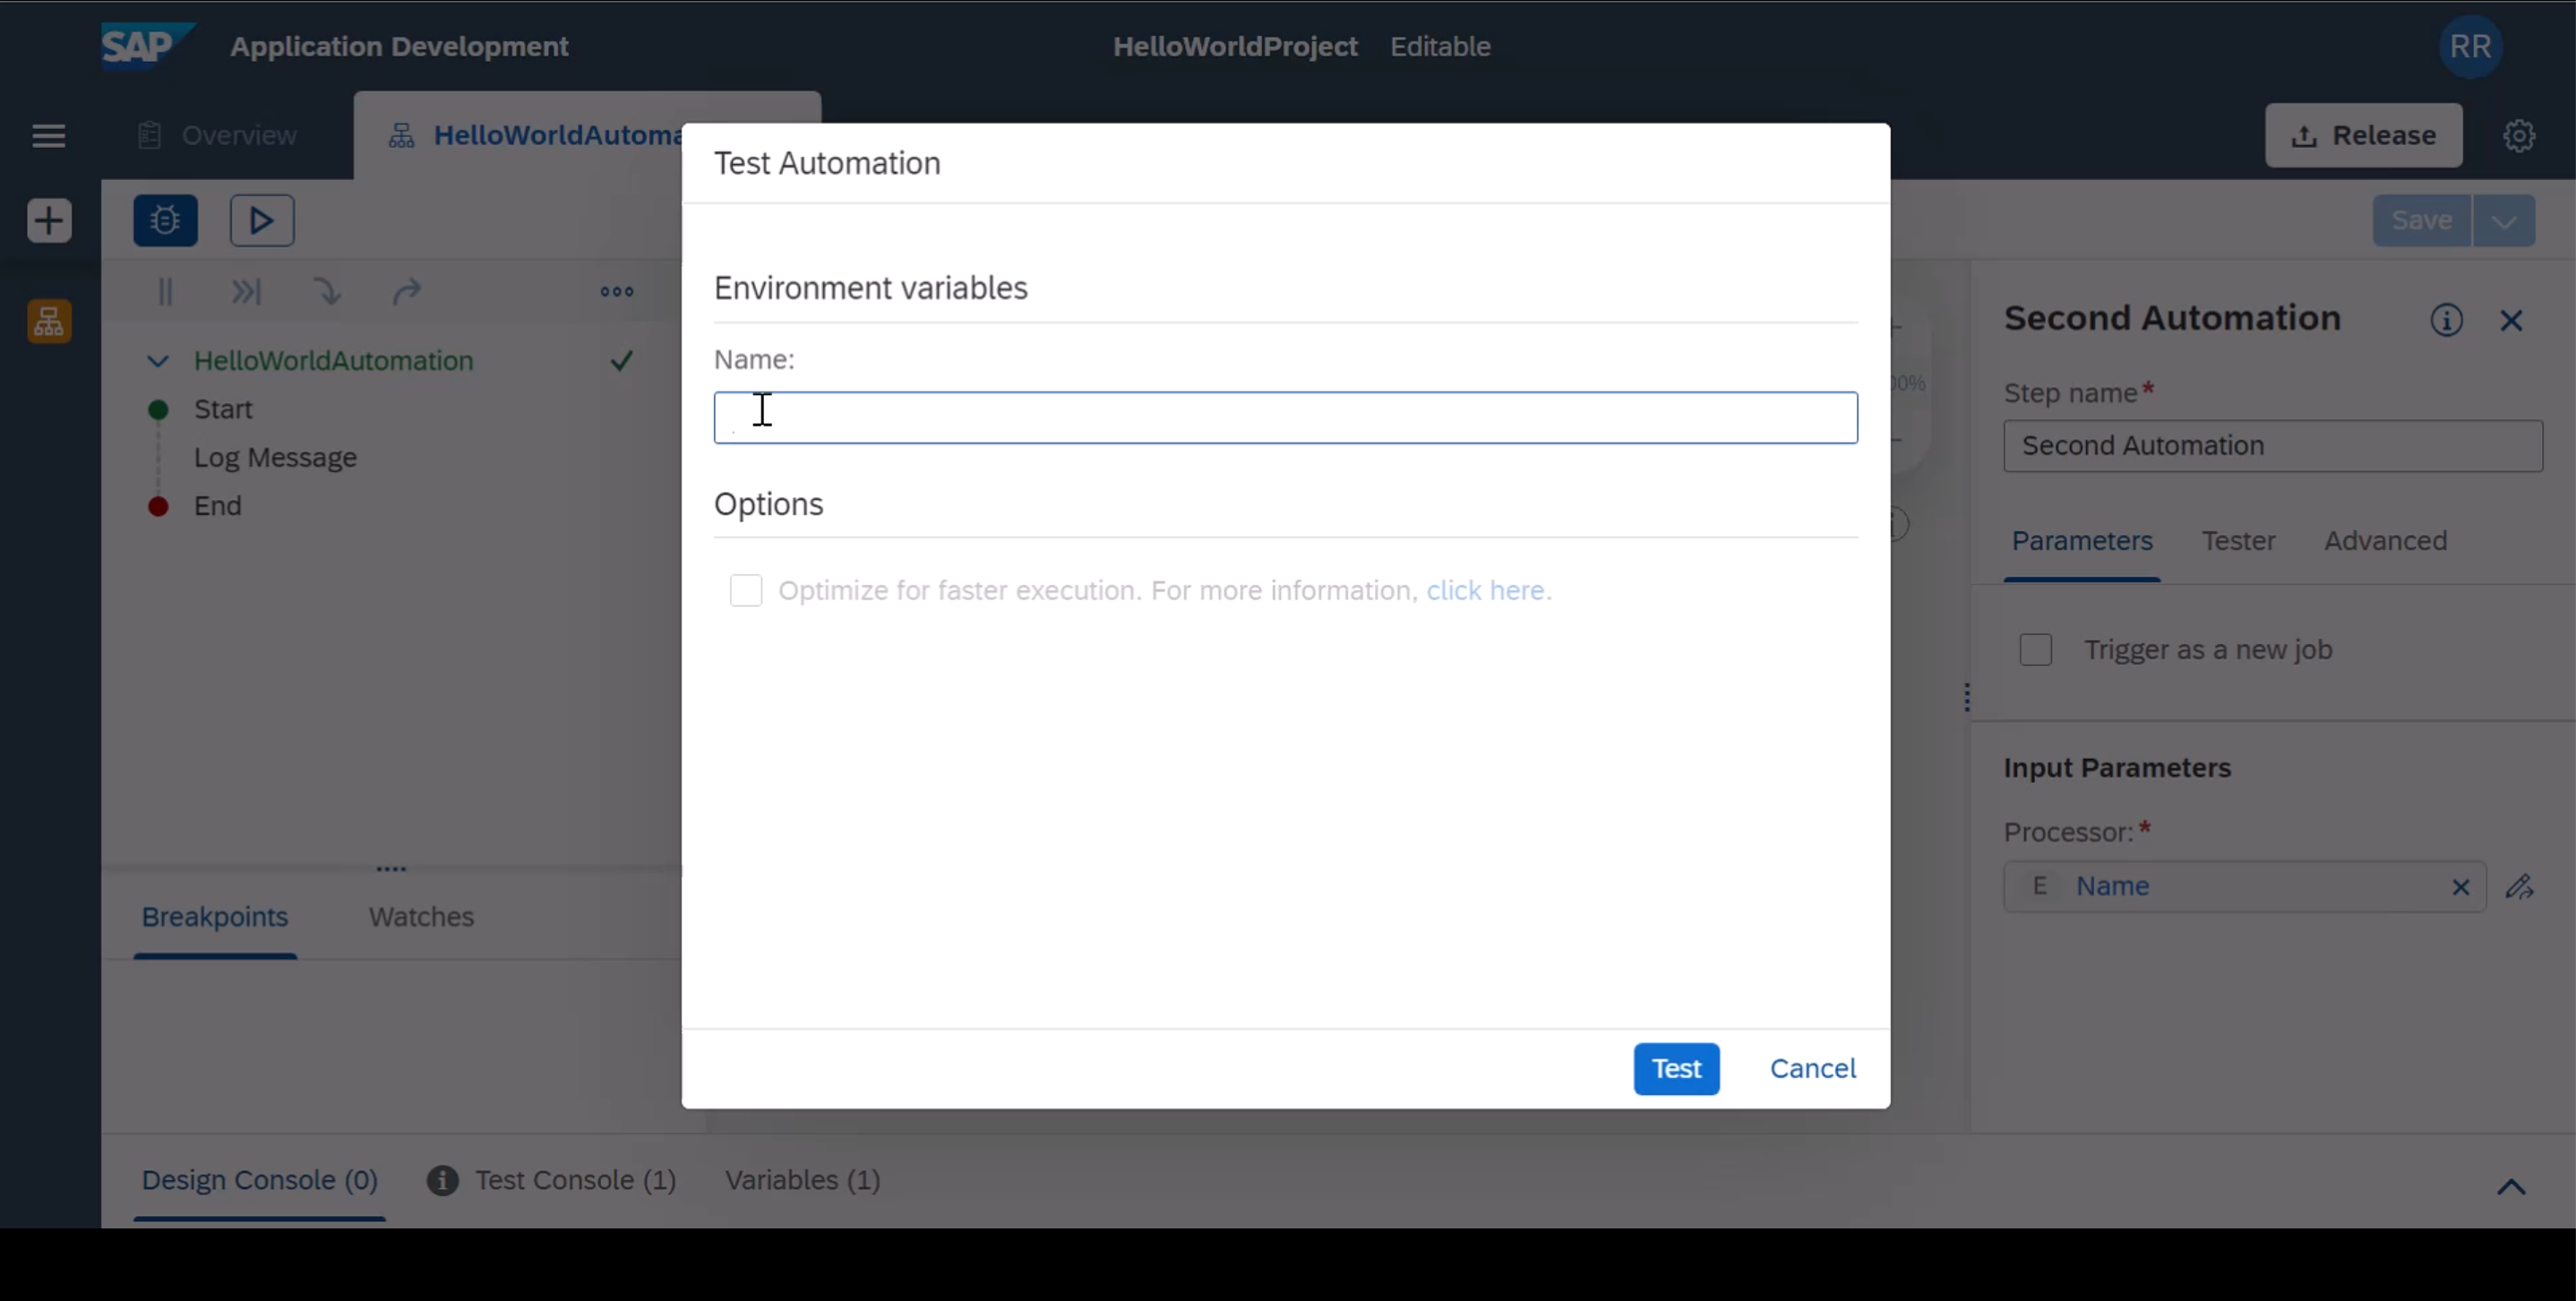 SAP Application Development HelloWorldProject Editable RR
Overview HelloWorldAutoma Release
Test Automation
Save
Environment variables
Second Automation
HelloWorldAutomation
Name:
00%
Step name*
Start
Second Automation
Log Message
End
Options
Parameters Tester Advanced
Optimize for faster execution. For more information, click here.
Trigger as a new job
Input Parameters
Processor:*
E Name
Breakpoints Watches
Test Cancel
Design Console (0) Test Console (1) Variables (1)